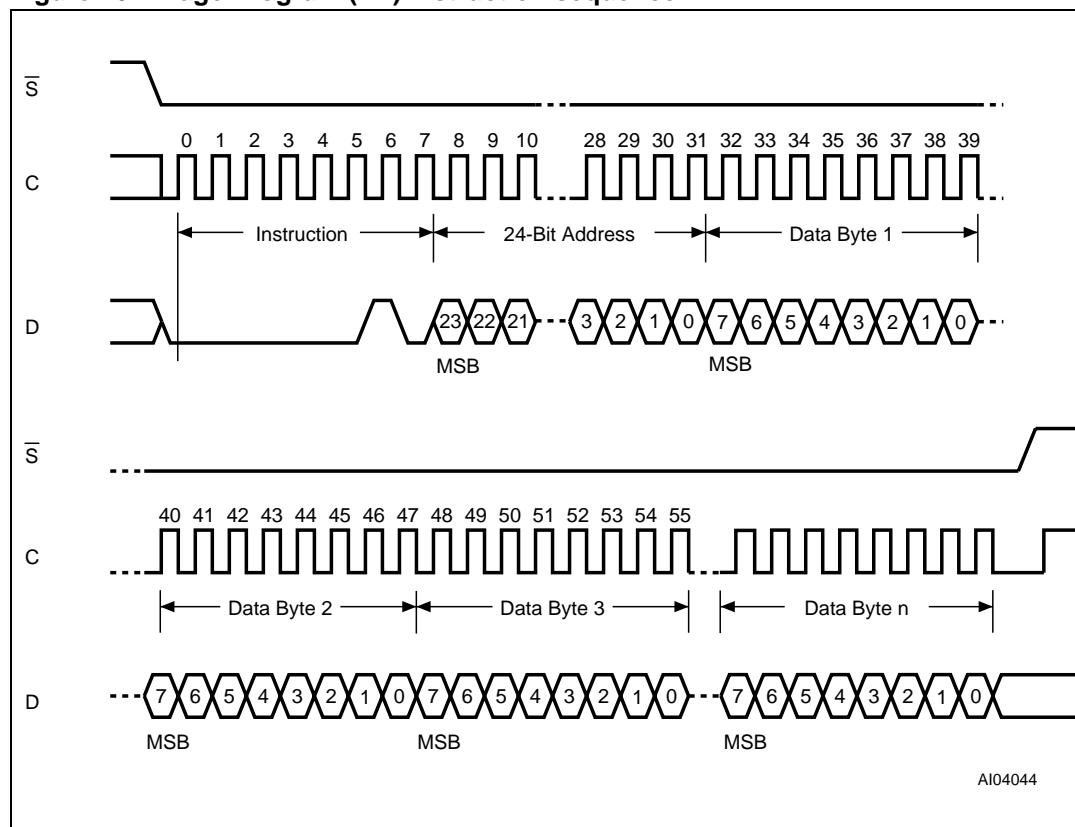 S
0 1 2 3 4 5 6 7 8 9 10 28 29 30 31 32 33 34 35 36 37 38 39
C
Instruction 24-Bit Address Data Byte 1
D
23 22 21 3 2 1 0 7 6 5 4 3 2 1 0
MSB MSB
S
40 41 42 43 44 45 46 47 48 49 50 51 52 53 54 55
C
Data Byte 2 Data Byte 3 Data Byte n
D
7 6 5 4 3 2 1 0 7 6 5 4 3 2 1 0 7 6 5 4 3 2 1 0
MSB MSB MSB
AI04044